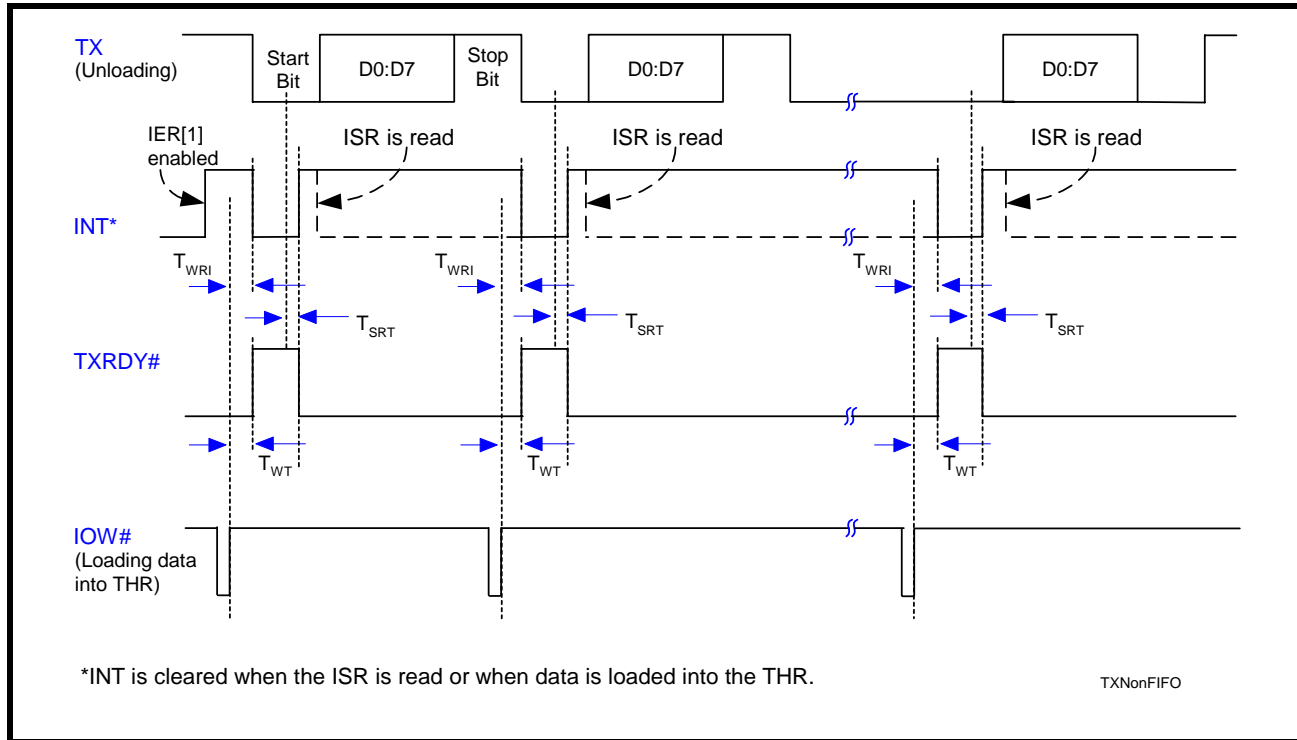 TX
(Unloading)
Start
Bit
D0:D7
Stop
Bit
D0:D7
D0:D7
IER[1]
enabled
ISR is read
ISR is read
ISR is read
INT*
TWRI
TWRI
TWRI
TSRT
TSRT
TSRT
TXRDY#
TWT
TWT
TWT
IOW#
(Loading data
into THR)
*INT is cleared when the ISR is read or when data is loaded into the THR.
TXNonFIFO